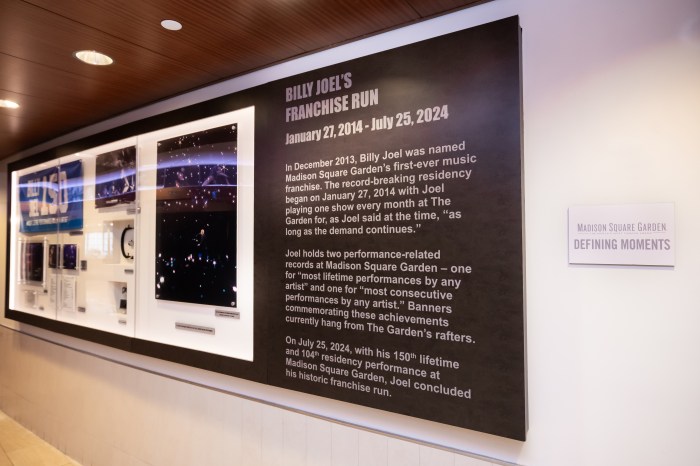 BILLY JOEL'S
FRANCHISE RUN
January 27, 2014 - July 25, 2024
In December 2013, Billy Joel was named
Madison Square Garden's first-ever music
franchise. The record-breaking residency
began on January 27, 2014 with Joel
playing one show every month at The
Garden for, as Joel said at the time, “as
long as the demand continues.”
Joel holds two performance-related
records at Madison Square Garden – one
for “most lifetime performances by any
artist” and one for “most consecutive
performances by any artist.” Banners
commemorating these achievements
currently hang from The Garden's rafters.
On July 25, 2024, with his 150th lifetime
and 104th residency performance at
Madison Square Garden, Joel concluded
his historic franchise run.
MADISON SQUARE GARDEN
DEFINING MOMENTS